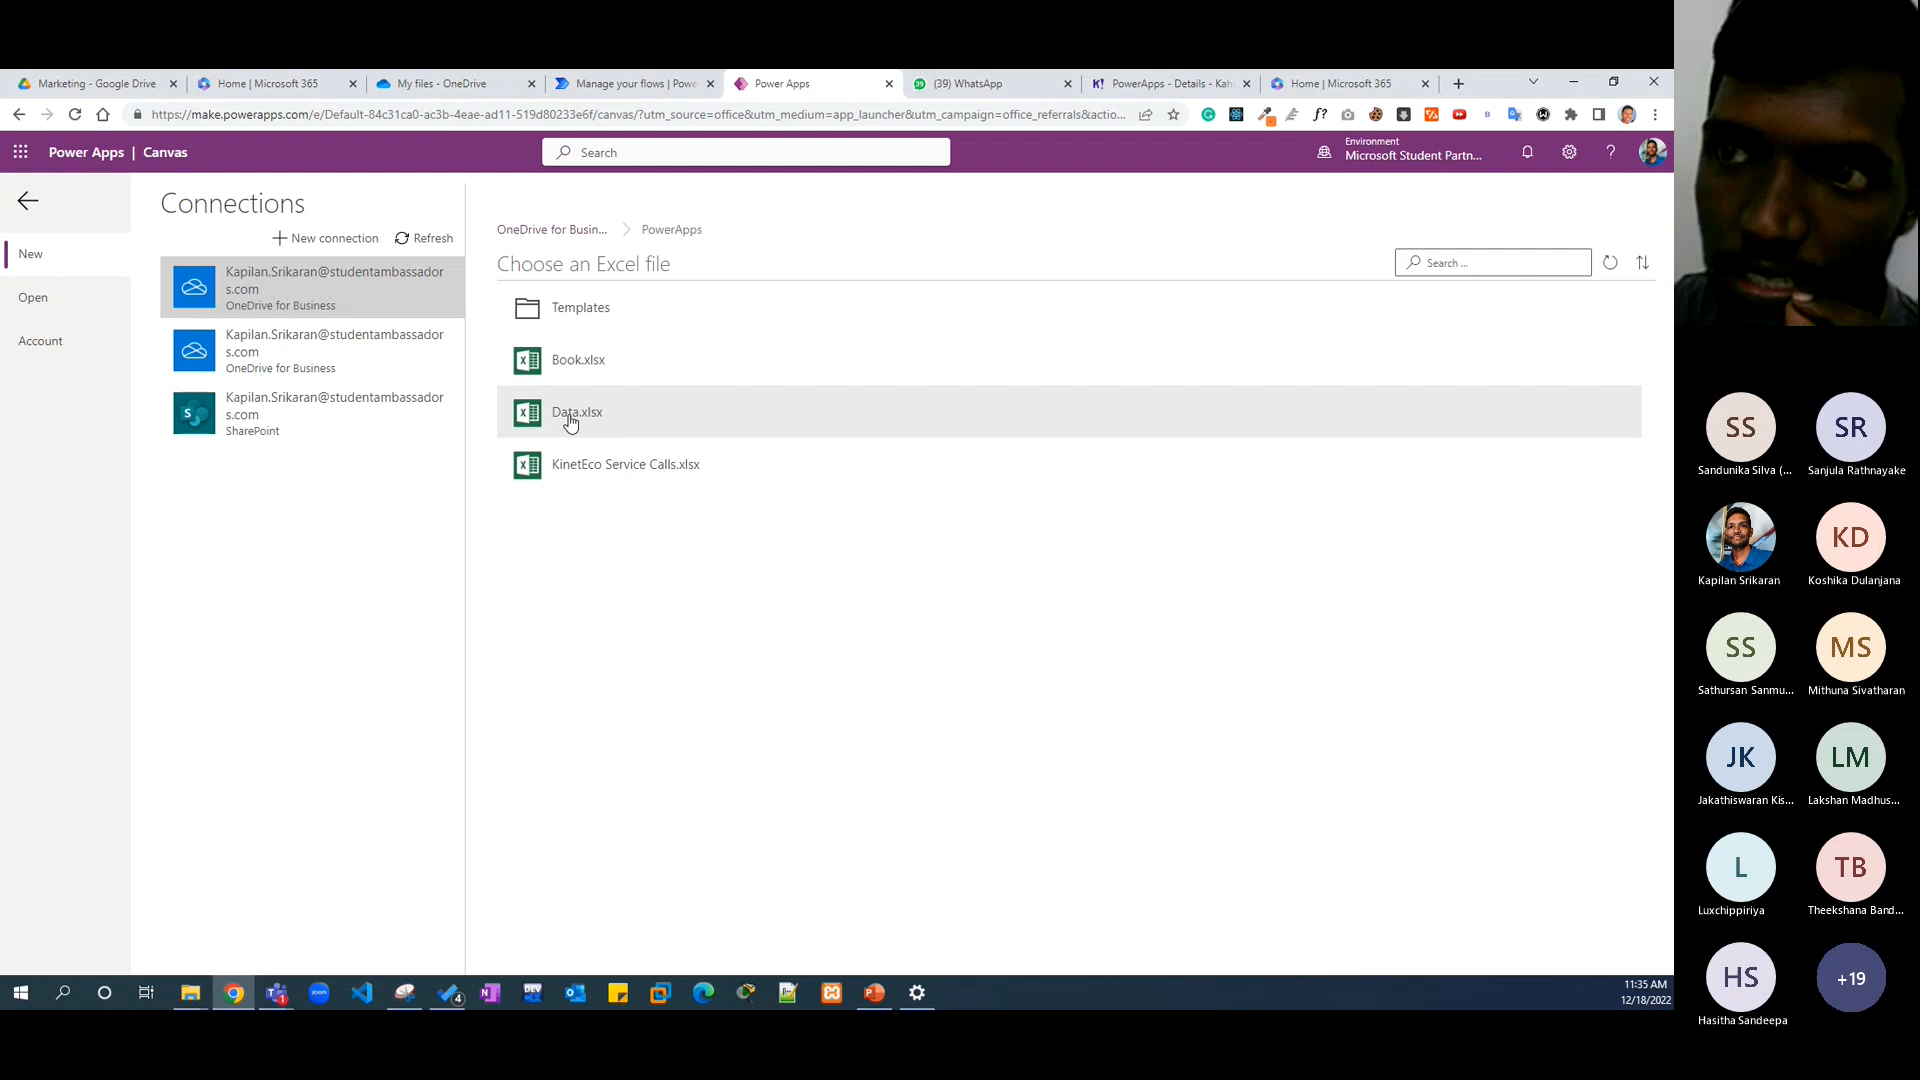 Marketing - Google Drive
Home | Microsoft 365
My files - OneDrive
Manage your flows | Powe
Power Apps
(39) WhatsApp
PowerApps - Details - Kah
Home | Microsoft 365
https://make.powerapps.com/e/Default-84c31ca0-ac3b-4eae-ad11-519d80233e6f/canvas/?utm_source=office&utm_medium=app_launcher&utm_campaign=office_referrals&actio...
Power Apps | Canvas
Search
Environment
Microsoft Student Partn...
New
Open
Account
Connections
New connection
Refresh
Kapilan.Srikaran@studentambassador
s.com
OneDrive for Business
Kapilan.Srikaran@studentambassador
s.com
OneDrive for Business
Kapilan.Srikaran@studentambassador
s.com
SharePoint
OneDrive for Busin... > PowerApps
Choose an Excel file
Search ...
Templates
Book.xlsx
Data.xlsx
KinetEco Service Calls.xlsx
11:35 AM
12/18/2022
SS
Sandunika Silva (...
SR
Sanjula Rathnayake
Kapilan Srikaran
KD
Koshika Dulanjana
SS
Sathursan Sanmu...
MS
Mithuna Sivatharan
JK
Jakathiswaran Kis...
LM
Lakshan Madhus...
L
Luxchippiriya
TB
Theekshana Band...
HS
Hasitha Sandeepa
+19